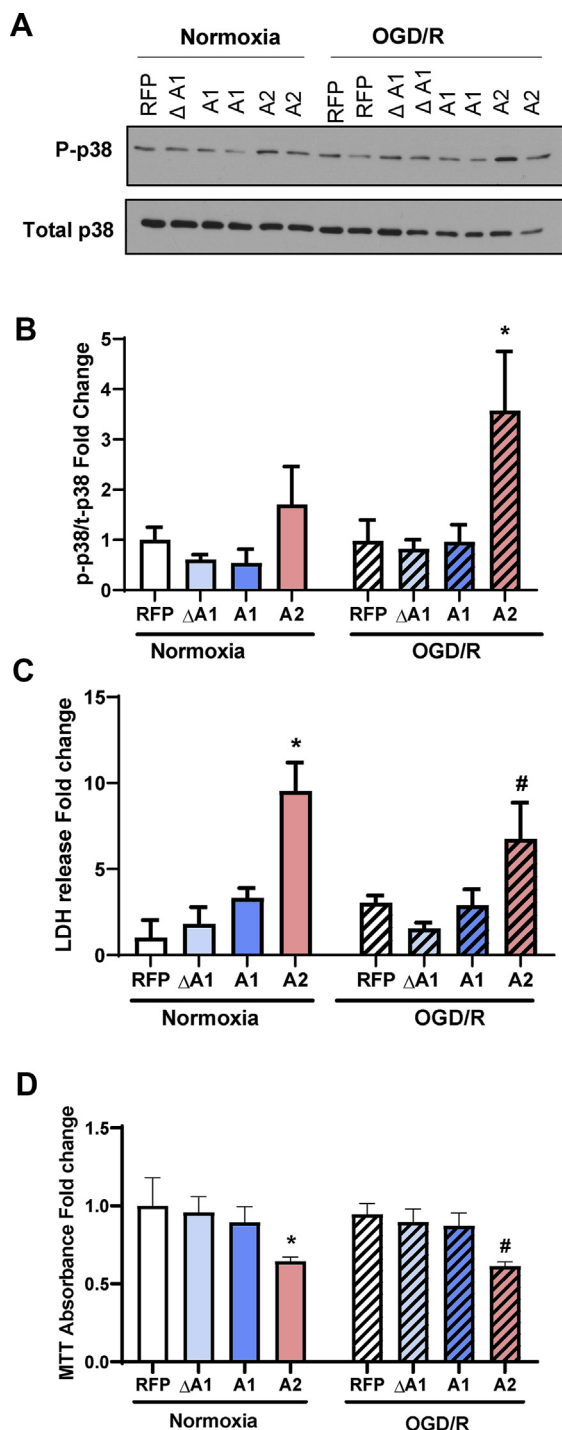 A
Normoxia OGD/R
RFP Δ A1 A1 A1 A2 A2 RFP RFP Δ A1 Δ A1 A1 A1 A2 A2
P-p38
Total p38
B
p-p38/t-p38 Fold Change
5
4
3
2
1
0
*
RFP ΔA1 A1 A2 RFP ΔA1 A1 A2
Normoxia OGD/R
C
LDH release Fold change
15
10
5
0
* #
RFP ΔA1 A1 A2 RFP ΔA1 A1 A2
Normoxia OGD/R
D
MTT Absorbance Fold change
1.5
1.0
0.5
0.0
* #
RFP ΔA1 A1 A2 RFP ΔA1 A1 A2
Normoxia OGD/R